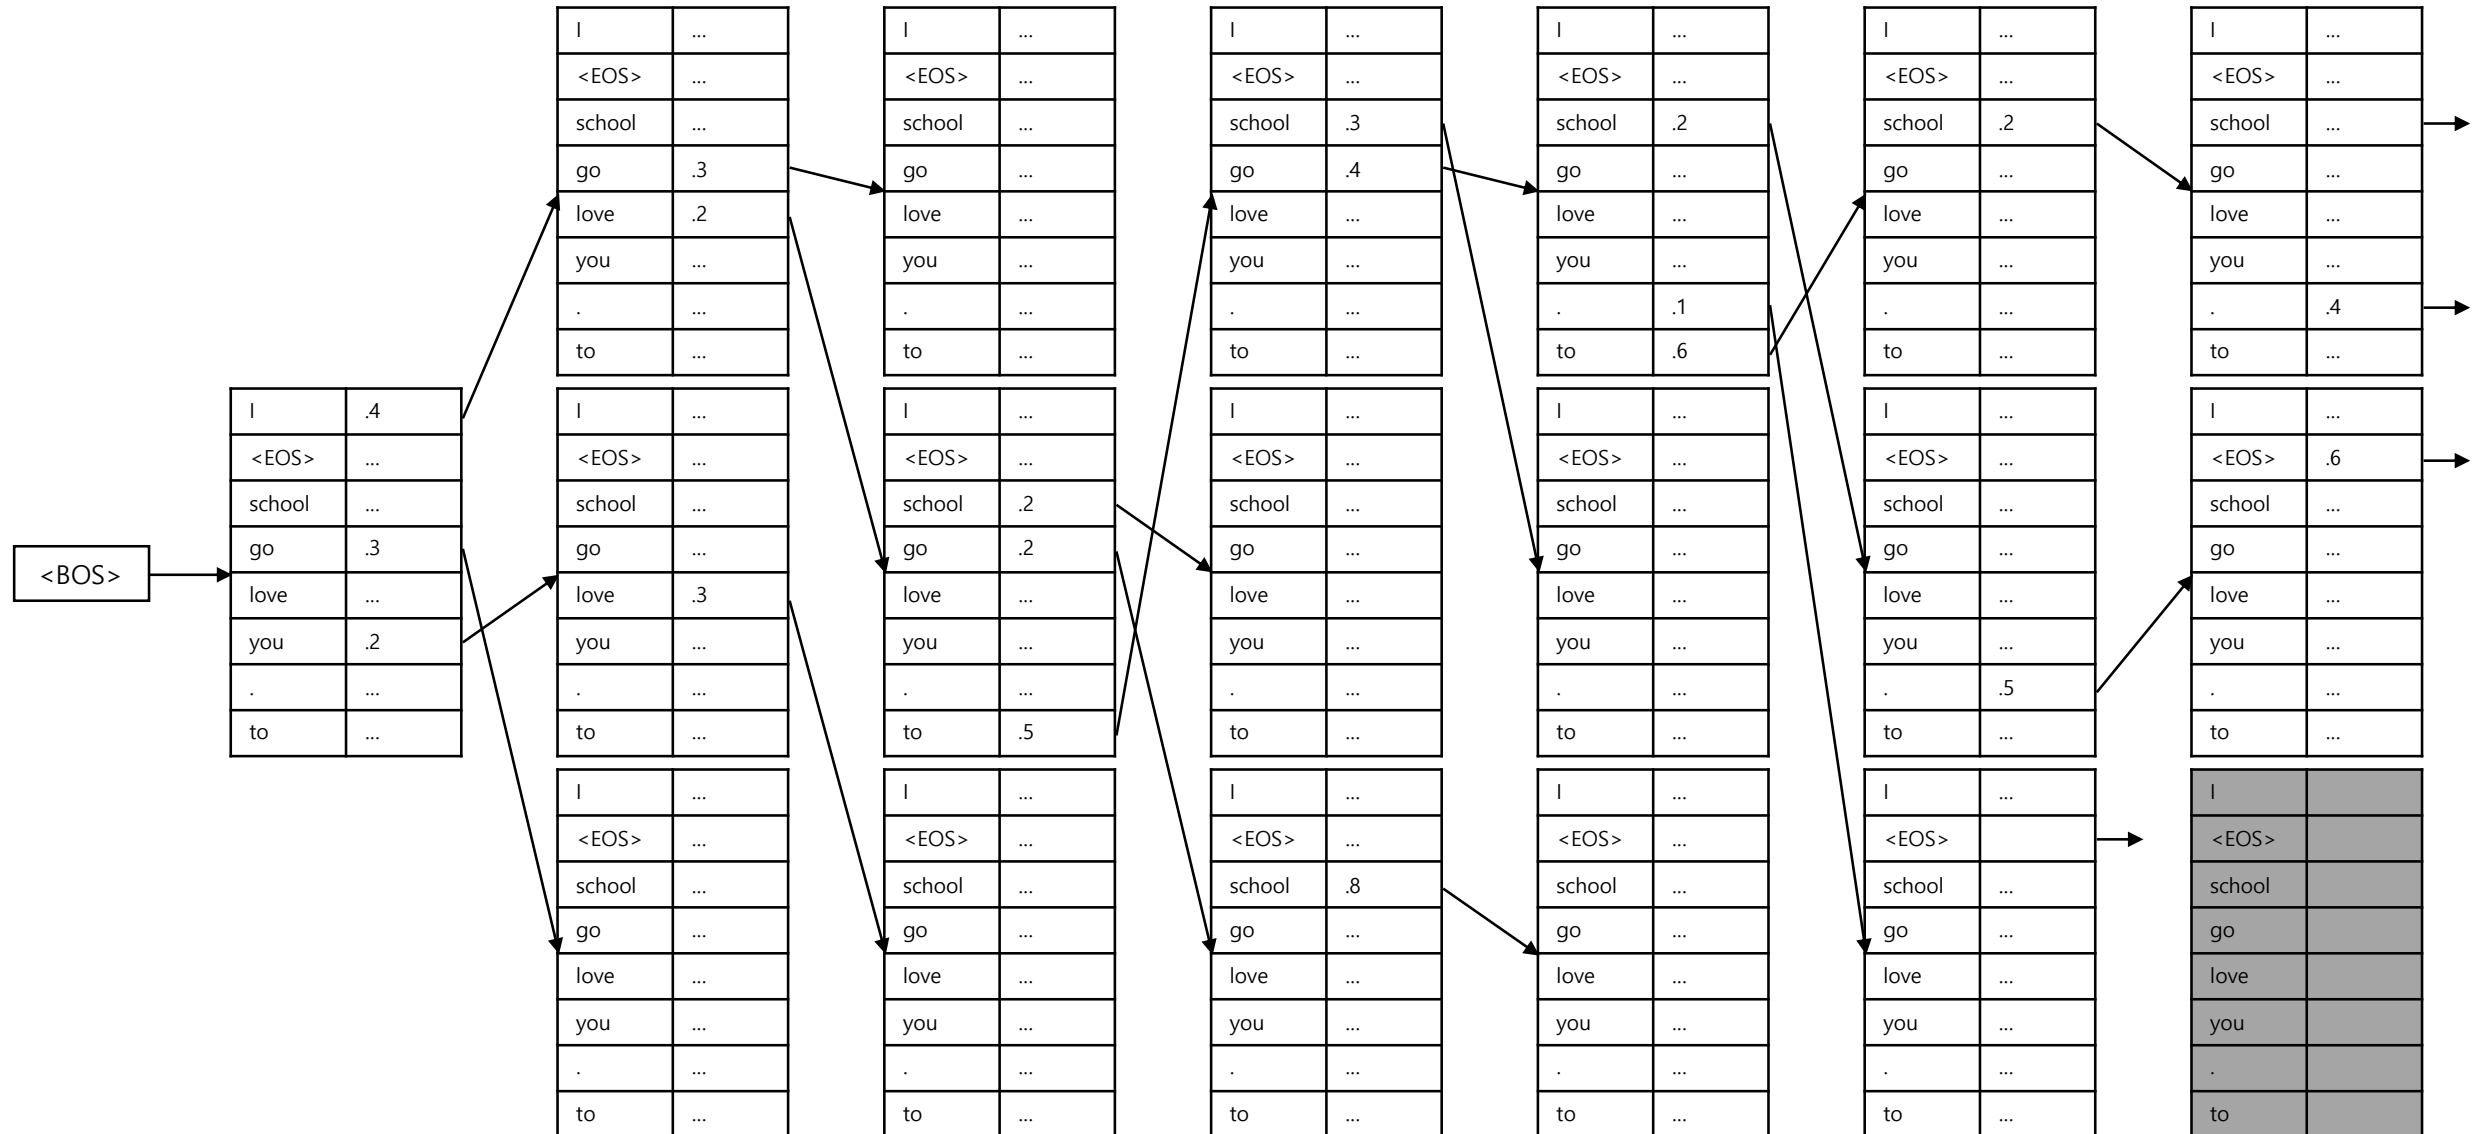 <BOS>
I .4
<EOS> ...
school ...
go .3
love ...
you .2
. ...
to ...
I ...
<EOS> ...
school ...
go .3
love .2
you ...
. ...
to ...
I ...
<EOS> ...
school ...
go ...
love .3
you ...
. ...
to ...
I ...
<EOS> ...
school ...
go ...
love ...
you ...
. ...
to ...
I ...
<EOS> ...
school ...
go ...
love ...
you ...
. ...
to ...
I ...
<EOS> ...
school .2
go .2
love ...
you ...
. ...
to .5
I ...
<EOS> ...
school ...
go ...
love ...
you ...
. ...
to ...
I ...
<EOS> ...
school .3
go .4
love ...
you ...
. ...
to ...
I ...
<EOS> ...
school ...
go ...
love ...
you ...
. ...
to ...
I ...
<EOS> ...
school .8
go ...
love ...
you ...
. ...
to ...
I ...
<EOS> ...
school .2
go ...
love ...
you ...
. .1
to .6
I ...
<EOS> ...
school ...
go ...
love ...
you ...
. ...
to ...
I ...
<EOS> ...
school ...
go ...
love ...
you ...
. ...
to ...
I ...
<EOS> ...
school .2
go ...
love ...
you ...
. ...
to ...
I ...
<EOS> ...
school ...
go ...
love ...
you ...
. .5
to ...
I ...
<EOS>
school ...
go ...
love ...
you ...
. ...
to ...
I ...
<EOS> ...
school ...
go ...
love ...
you ...
. .4
to ...
I ...
<EOS> .6
school ...
go ...
love ...
you ...
. ...
to ...
I
<EOS>
school
go
love
you
.
to